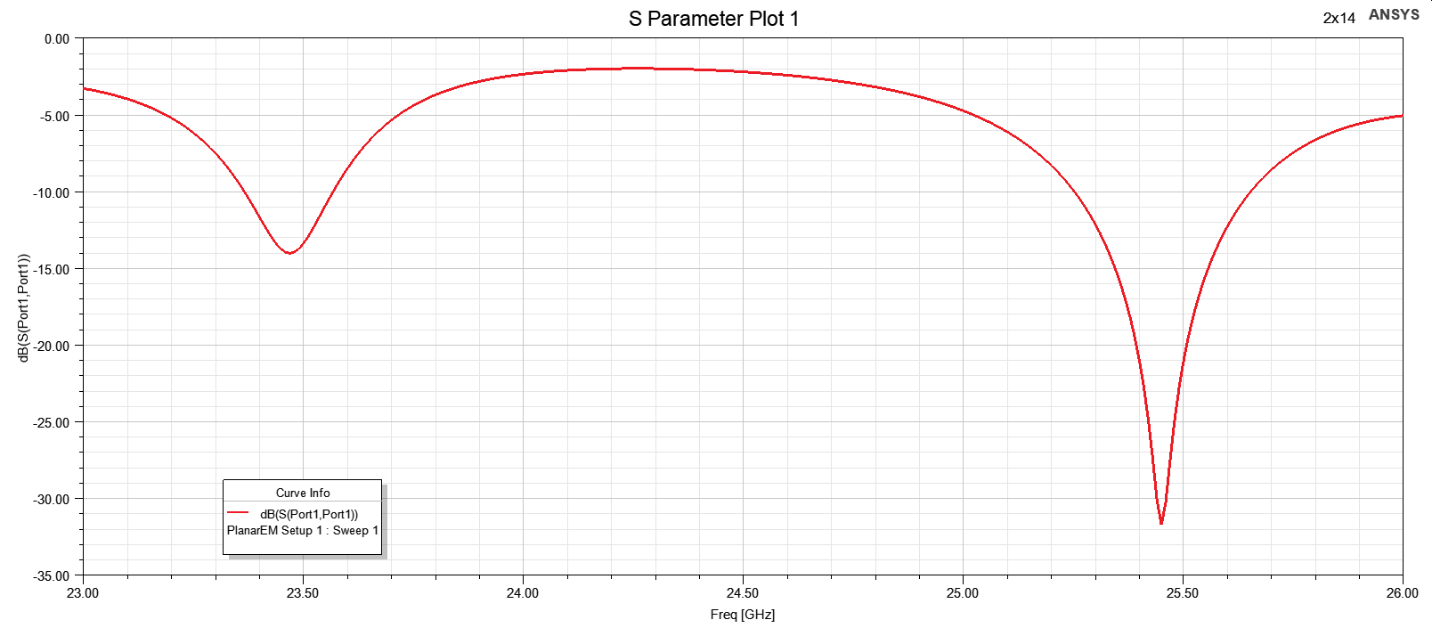 S Parameter Plot 1
2x14 ANSYS
0.00
-5.00
-10.00
-15.00
-20.00
-25.00
-30.00
-35.00
dB(S(Port1,Port1))
Curve Info
dB(S(Port1,Port1))
PlanarEM Setup 1 : Sweep 1
23.00 23.50 24.00 24.50 25.00 25.50 26.00
Freq [GHz]